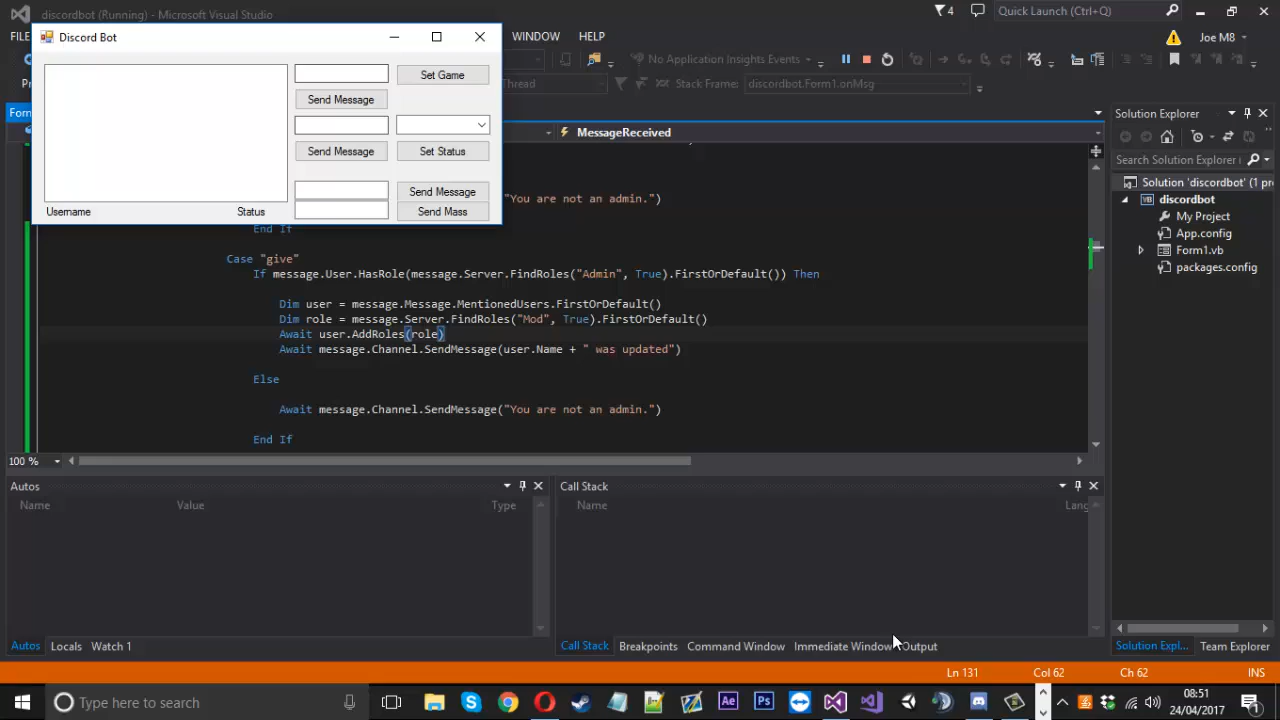 discordbot (Running) - Microsoft Visual Studio
4
Quick Launch (Ctrl+Q)
Discord Bot
WINDOW
HELP
Joe M8
Set Game
Send Message
No Application Insights Events
Thread
Stack Frame:
discordbot.Form1.onMsg
Send Message
Set Status
Send Message
Send Mass
Username
Status
MessageReceived
"You are not an admin.")
End If
Case "give"
If message.User.HasRole(message.Server.FindRoles("Admin", True).FirstOrDefault()) Then
Dim user = message.Message.MentionedUsers.FirstOrDefault()
Dim role = message.Server.FindRoles("Mod", True).FirstOrDefault()
Await user.AddRoles(role)
Await message.Channel.SendMessage(user.Name + " was updated")
Else
Await message.Channel.SendMessage("You are not an admin.")
End If
100 %
Solution Explorer
Search Solution Explorer
Solution 'discordbot' (1 pr
VB discordbot
My Project
App.config
Form1.vb
packages.config
Autos
Name Value Type
Call Stack
Name Lang
Autos Locals Watch 1
Call Stack Breakpoints Command Window Immediate Window Output
Solution Expl... Team Explorer
Ln 131 Col 62 Ch 62 INS
Type here to search
Ae
Ps
08:51
24/04/2017
1